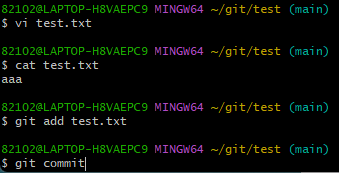 82102@LAPTOP-H8VAEPC9 MINGW64 ~/git/test (main)
$ vi test.txt
82102@LAPTOP-H8VAEPC9 MINGW64 ~/git/test (main)
$ cat test.txt
aaa
82102@LAPTOP-H8VAEPC9 MINGW64 ~/git/test (main)
$ git add test.txt
82102@LAPTOP-H8VAEPC9 MINGW64 ~/git/test (main)
$ git commit